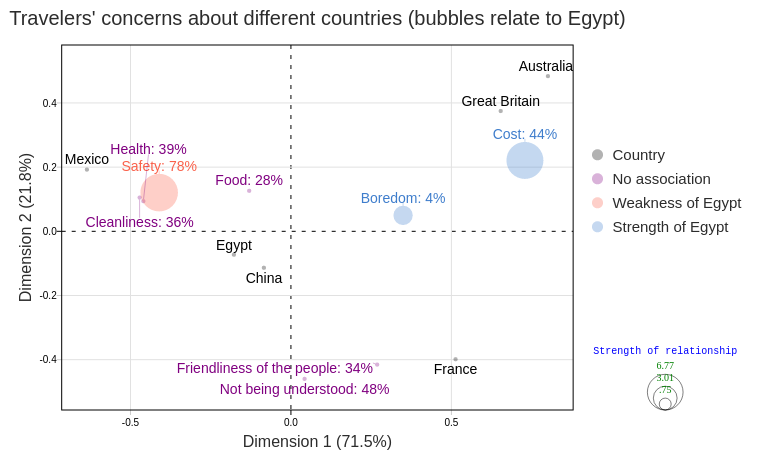 Travelers' concerns about different countries (bubbles relate to Egypt)
Australia
Great Britain
Cost: 44%
Health: 39%
Mexico
Safety: 78%
Food: 28%
Boredom: 4%
Cleanliness: 36%
Egypt
China
Friendliness of the people: 34%
France
Not being understood: 48%
0.4
0.2
0.0
-0.2
-0.4
Dimension 2 (21.8%)
-0.5
0.0
0.5
Dimension 1 (71.5%)
Country
No association
Weakness of Egypt
Strength of Egypt
Strength of relationship
6.77
3.01
.75